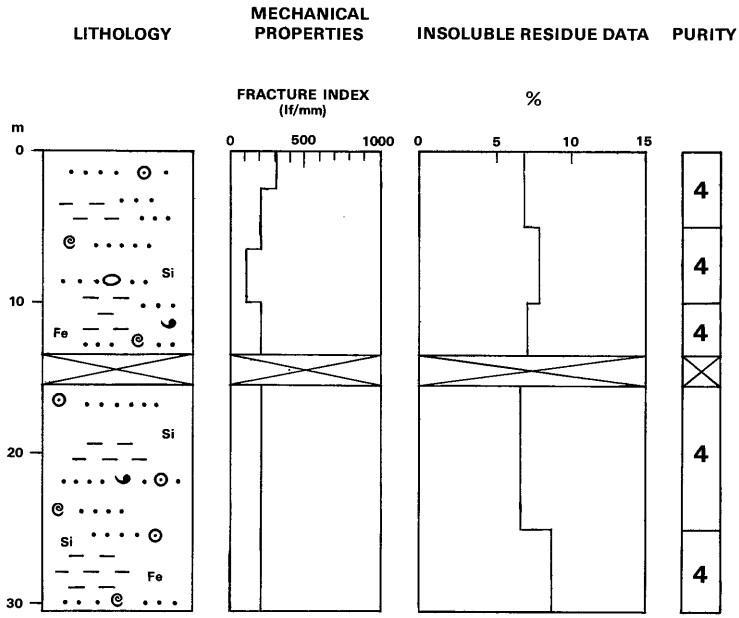 LITHOLOGY
MECHANICAL
PROPERTIES
INSOLUBLE RESIDUE DATA
PURITY
FRACTURE INDEX
(If/mm)
%
m
0 500 1000
0 5 10 15
0
4
4
Si
10
Fe
4
Si
20
4
Si
Fe
4
30